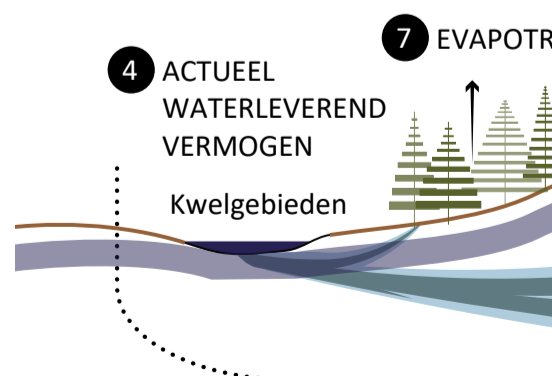 7 EVAPOTR
4 ACTUEEL
WATERLEVEREND
VERMOGEN
Kwelgebieden